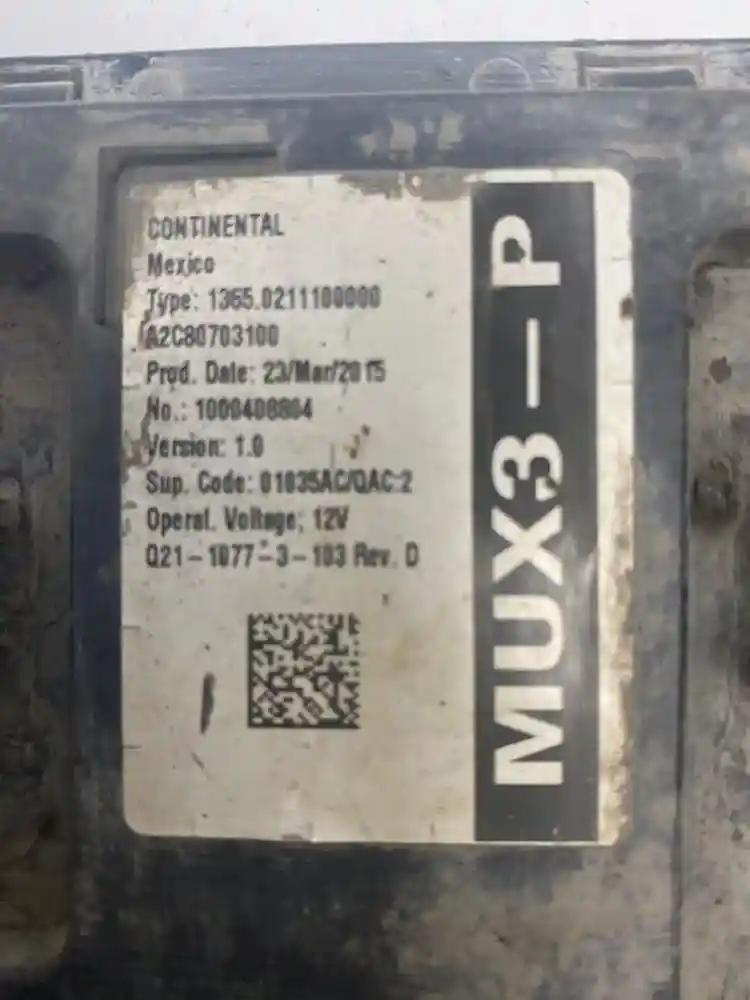 CONTINENTAL
Mexico
Type: 1365.0211100000
A2C80703100
Prod. Date: 23/Mar/2015
No.: 1000408804
Version: 1.0
Sup. Code: 01035AC/QAC:2
Operat. Voltage; 12V
Q21-1077-3-103 Rev. D
MUX3-P